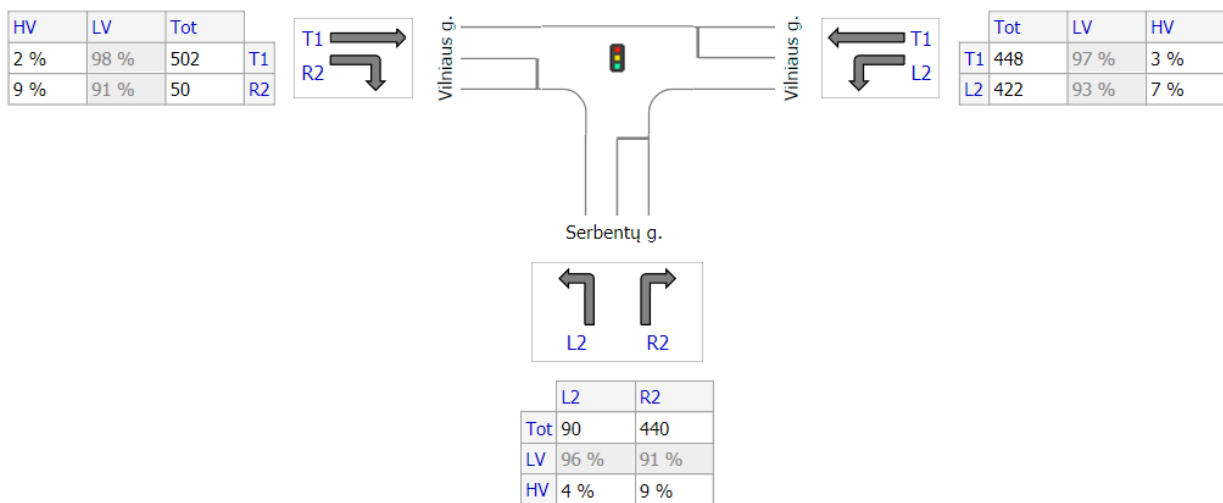 HV LV Tot
2 % 98 % 502 T1
9 % 91 % 50 R2
T1
R2
Vilniaus g.
Vilniaus g.
T1
L2
Tot LV HV
T1 448 97 % 3 %
L2 422 93 % 7 %
Serbentų g.
L2 R2
L2 R2
Tot 90 440
LV 96 % 91 %
HV 4 % 9 %